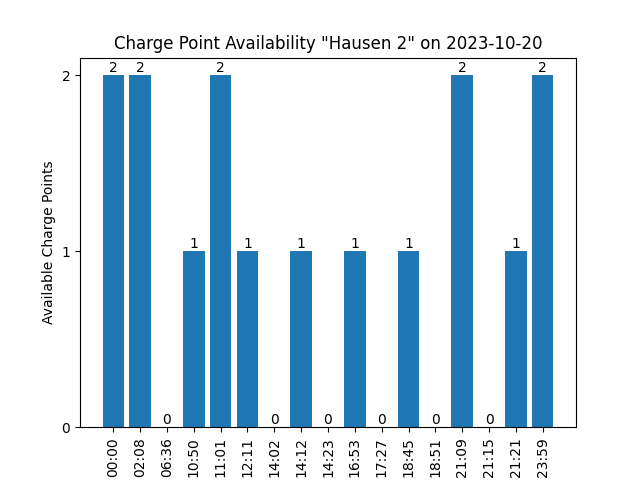 Charge Point Availability "Hausen 2" on 2023-10-20
Available Charge Points
2
1
0
2 2 0 1 2 1 0 1 0 1 0 1 0 2 0 1 2
00:00 02:08 06:36 10:50 11:01 12:11 14:02 14:12 14:23 16:53 17:27 18:45 18:51 21:09 21:15 21:21 23:59